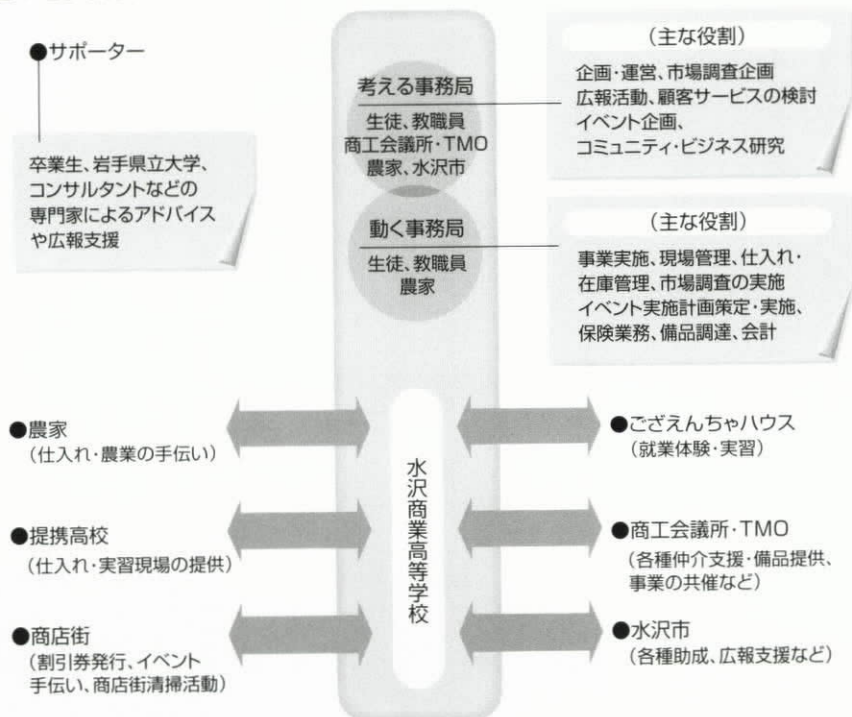 ●サポーター
卒業生、岩手県立大学、
コンサルタントなどの
専門家によるアドバイス
や広報支援
考える事務局
生徒、教職員
商工会議所・TMO
農家、水沢市
(主な役割)
企画・運営、市場調査企画
広報活動、顧客サービスの検討
イベント企画、
コミュニティ・ビジネス研究
動く事務局
生徒、教職員
農家
(主な役割)
事業実施、現場管理、仕入れ・
在庫管理、市場調査の実施
イベント実施計画策定・実施、
保険業務、備品調達、会計
●農家
(仕入れ・農業の手伝い)
●提携高校
(仕入れ・実習現場の提供)
●商店街
(割引券発行、イベント
手伝い、商店街清掃活動)
水沢商業高等学校
●ござえんちゃハウス
(就業体験・実習)
●商工会議所・TMO
(各種仲介支援・備品提供、
事業の共催など)
●水沢市
(各種助成、広報支援など)